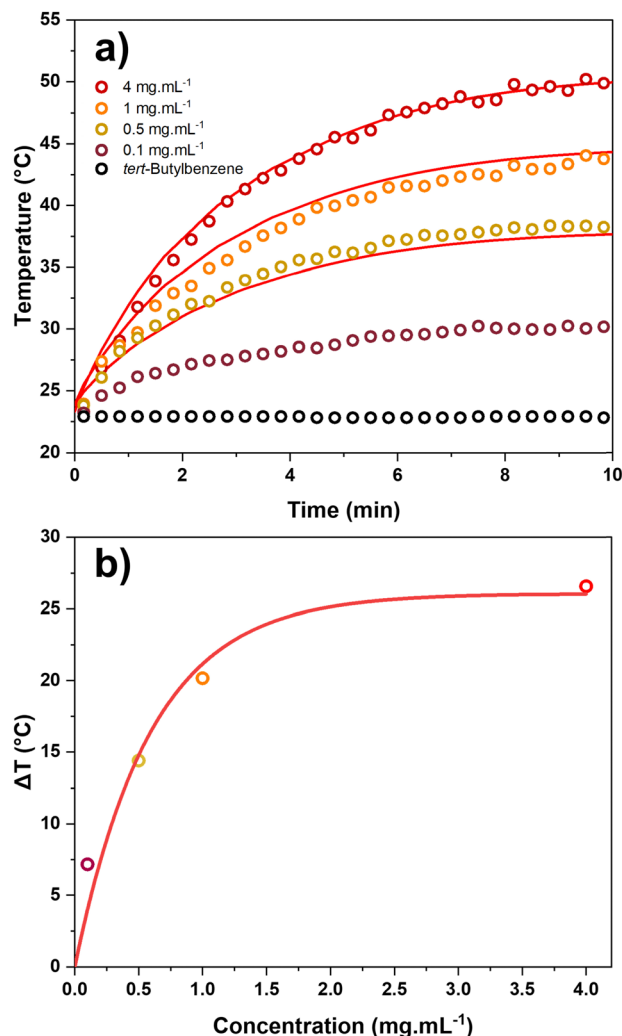 a)
4 mg.mL⁻¹
1 mg.mL⁻¹
0.5 mg.mL⁻¹
0.1 mg.mL⁻¹
tert-Butylbenzene
Temperature (°C)
55
50
45
40
35
30
25
20
0 2 4 6 8 10
Time (min)
b)
ΔT (°C)
30
25
20
15
10
5
0
0.0 0.5 1.0 1.5 2.0 2.5 3.0 3.5 4.0
Concentration (mg.mL⁻¹)